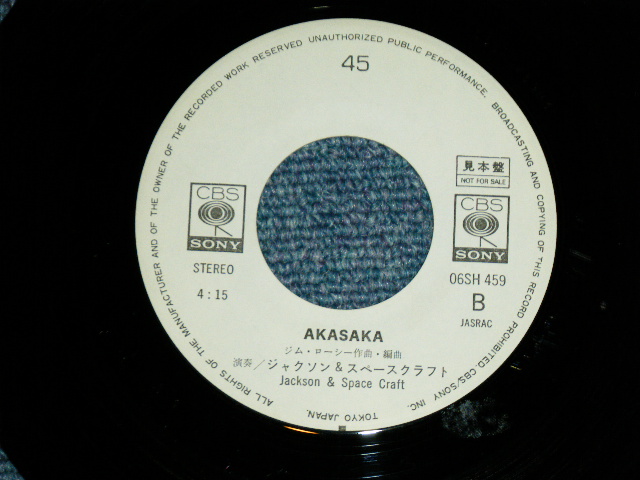 ALL RIGHTS OF THE MANUFACTURER AND OF THE OWNER OF THE RECORDED WORK RESERVED UNAUTHORIZED PUBLIC PERFORMANCE. BROADCASTING AND COPYING OF THIS RECORD PROHIBITED·CBS/SONY INC. TOKYO JAPAN.
45
見本盤
NOT FOR SALE
CBS
SONY
CBS
SONY
STEREO
4:15
06SH 459
B
JASRAC
AKASAKA
ジム・ローシー作曲・編曲
演奏/ジャクソン&スペースクラフト
Jackson & Space Craft